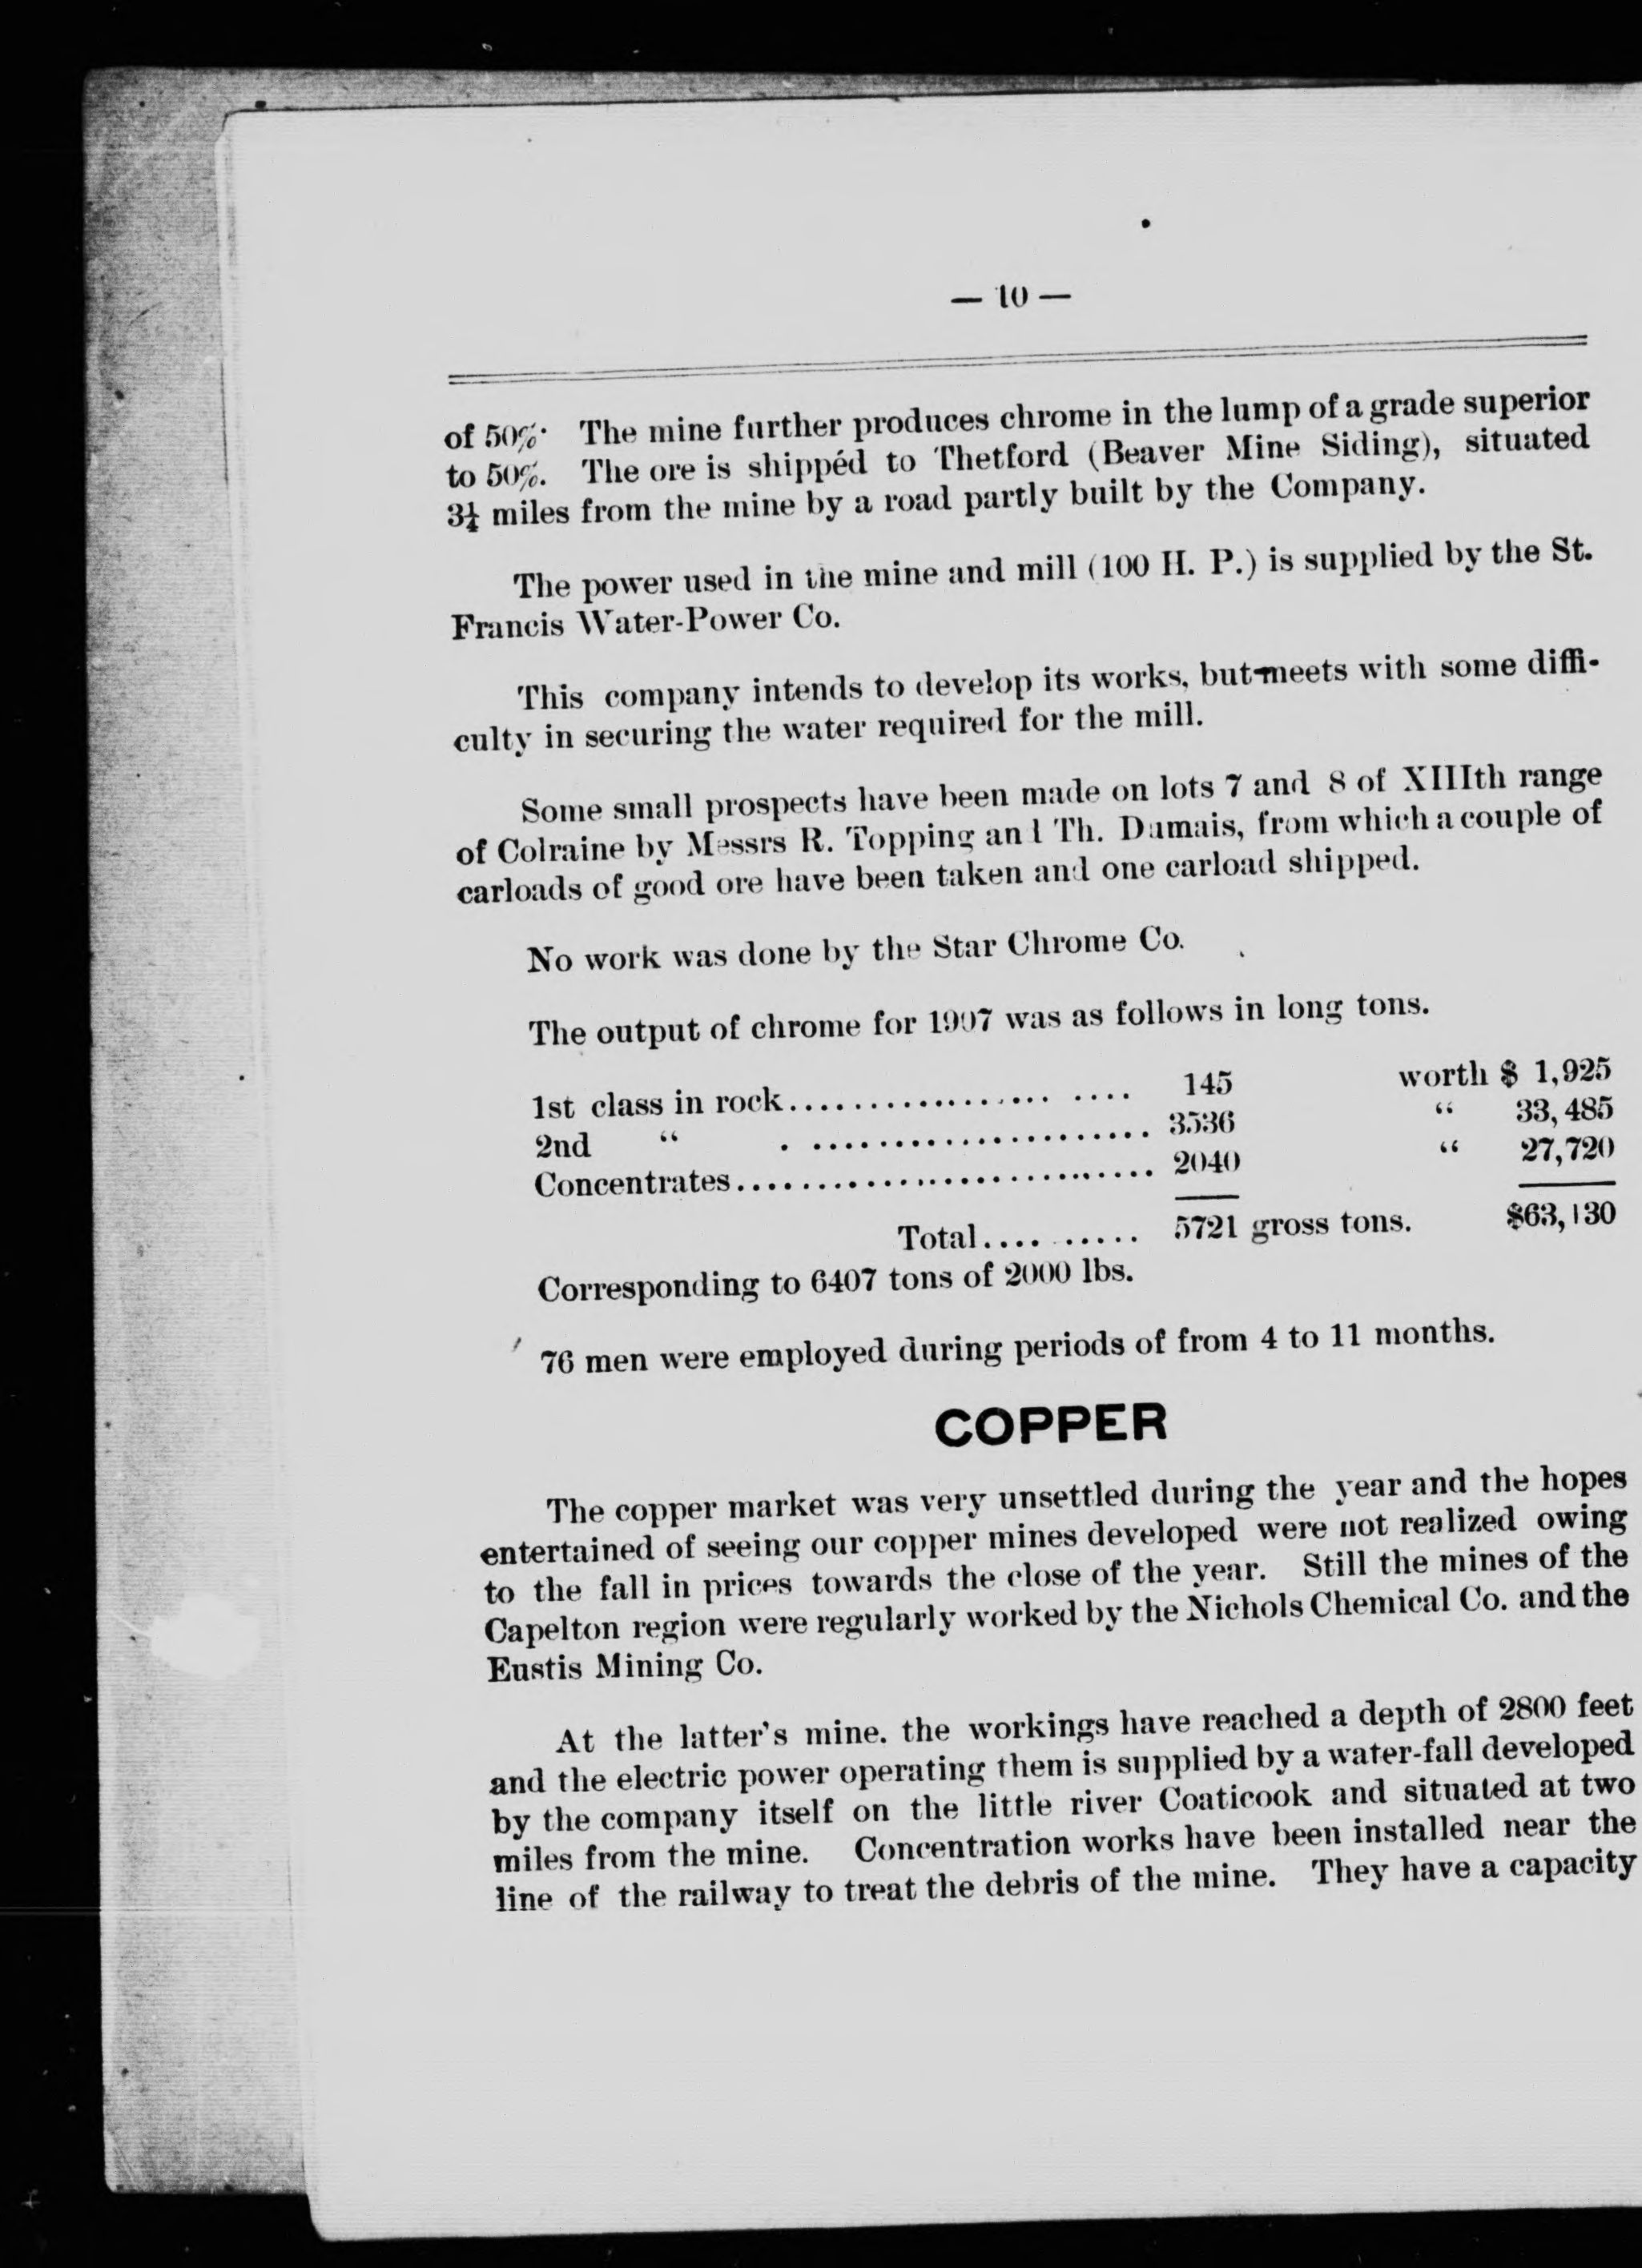 — 10 —
of 50%. The mine further produces chrome in the lump of a grade superior
to 50%. The ore is shippéd to Thetford (Beaver Mine Siding), situated
3¼ miles from the mine by a road partly built by the Company.
The power used in the mine and mill (100 H. P.) is supplied by the St.
Francis Water-Power Co.
This company intends to develop its works, but meets with some diffi-
culty in securing the water required for the mill.
Some small prospects have been made on lots 7 and 8 of XIIIth range
of Colraine by Messrs R. Topping and Th. Dumais, from which a couple of
carloads of good ore have been taken and one carload shipped.
No work was done by the Star Chrome Co.
The output of chrome for 1907 was as follows in long tons.
1st class in rock.................... .... 145 worth $ 1,925
2nd “ . ..................... 3536 “ 33,485
Concentrates.......................... 2040 “ 27,720
Total.... ..... 5721 gross tons. $63,130
Corresponding to 6407 tons of 2000 lbs.
76 men were employed during periods of from 4 to 11 months.
COPPER
The copper market was very unsettled during the year and the hopes
entertained of seeing our copper mines developed were not realized owing
to the fall in prices towards the close of the year. Still the mines of the
Capelton region were regularly worked by the Nichols Chemical Co. and the
Eustis Mining Co.
At the latter's mine. the workings have reached a depth of 2800 feet
and the electric power operating them is supplied by a water-fall developed
by the company itself on the little river Coaticook and situated at two
miles from the mine. Concentration works have been installed near the
line of the railway to treat the debris of the mine. They have a capacity